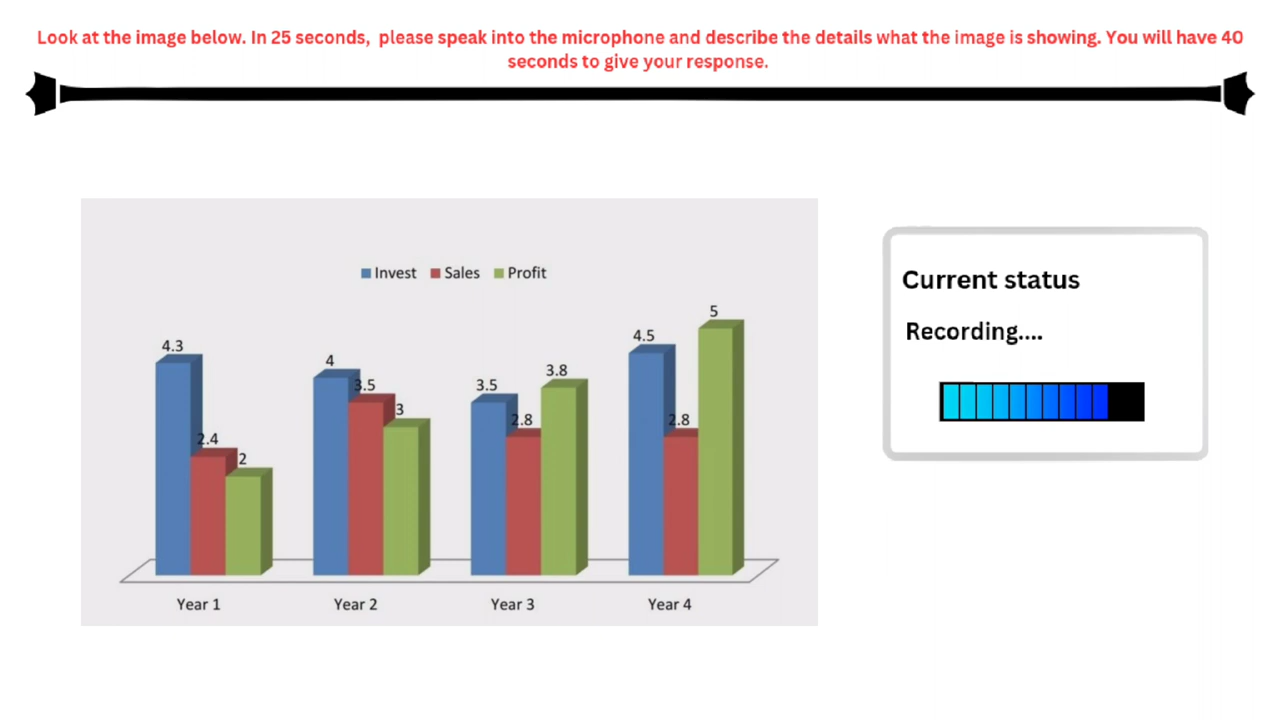 Look at the image below. In 25 seconds, please speak into the microphone and describe the details what the image is showing. You will have 40
seconds to give your response.
Invest Sales Profit
4.3 2.4 2
4 3.5 3
3.5 2.8 3.8
4.5 2.8 5
Year 1 Year 2 Year 3 Year 4
Current status
Recording....